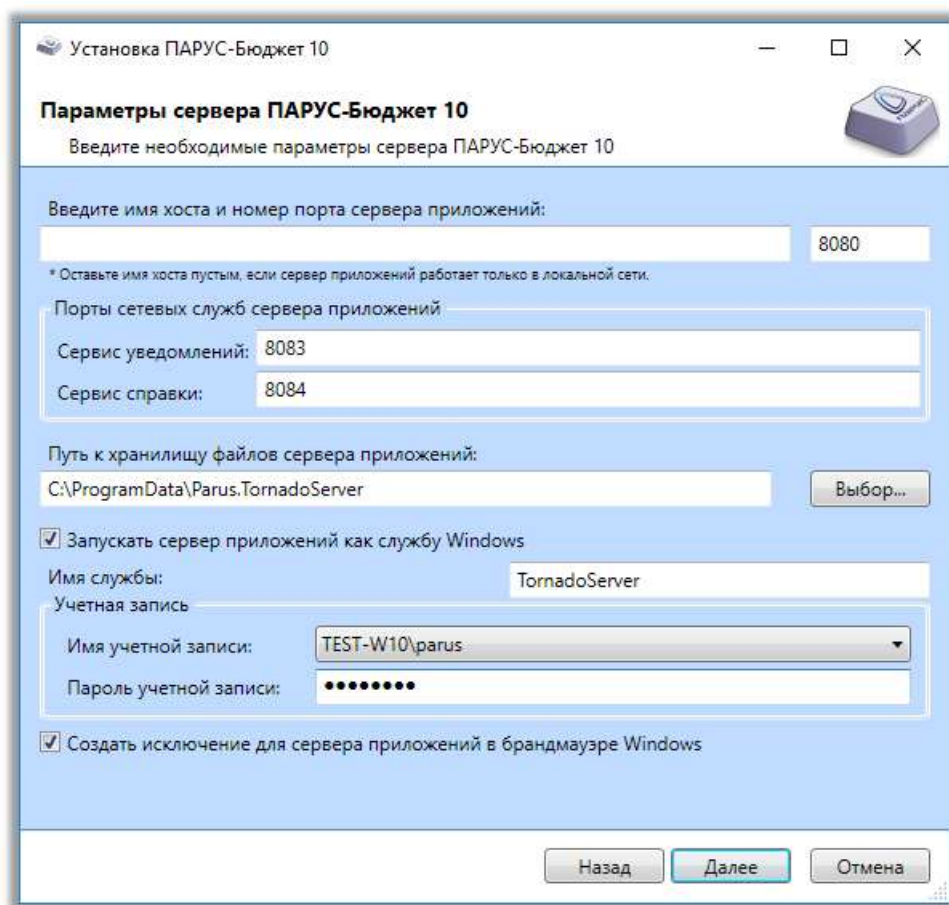 Установка ПАРУС-Бюджет 10
Параметры сервера ПАРУС-Бюджет 10
Введите необходимые параметры сервера ПАРУС-Бюджет 10
ПАРУС
Введите имя хоста и номер порта сервера приложений:
8080
* Оставьте имя хоста пустым, если сервер приложений работает только в локальной сети.
Порты сетевых служб сервера приложений
Сервис уведомлений: 8083
Сервис справки: 8084
Путь к хранилищу файлов сервера приложений:
C:\ProgramData\Parus.TornadoServer Выбор...
Запускать сервер приложений как службу Windows
Имя службы: TornadoServer
Учетная запись
Имя учетной записи: TEST-W10\parus
Пароль учетной записи: ●●●●●●●●
Создать исключение для сервера приложений в брандмауэре Windows
Назад Далее Отмена